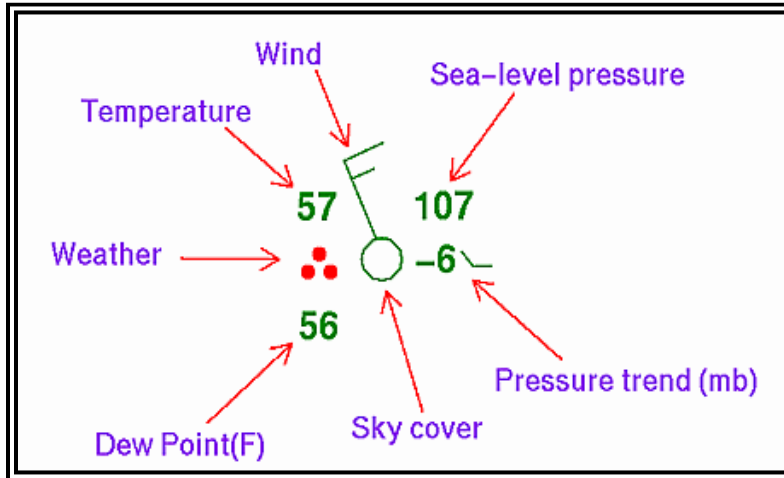 Wind
Sea-level pressure
Temperature
57
107
Weather
-6
56
Pressure trend (mb)
Sky cover
Dew Point(F)